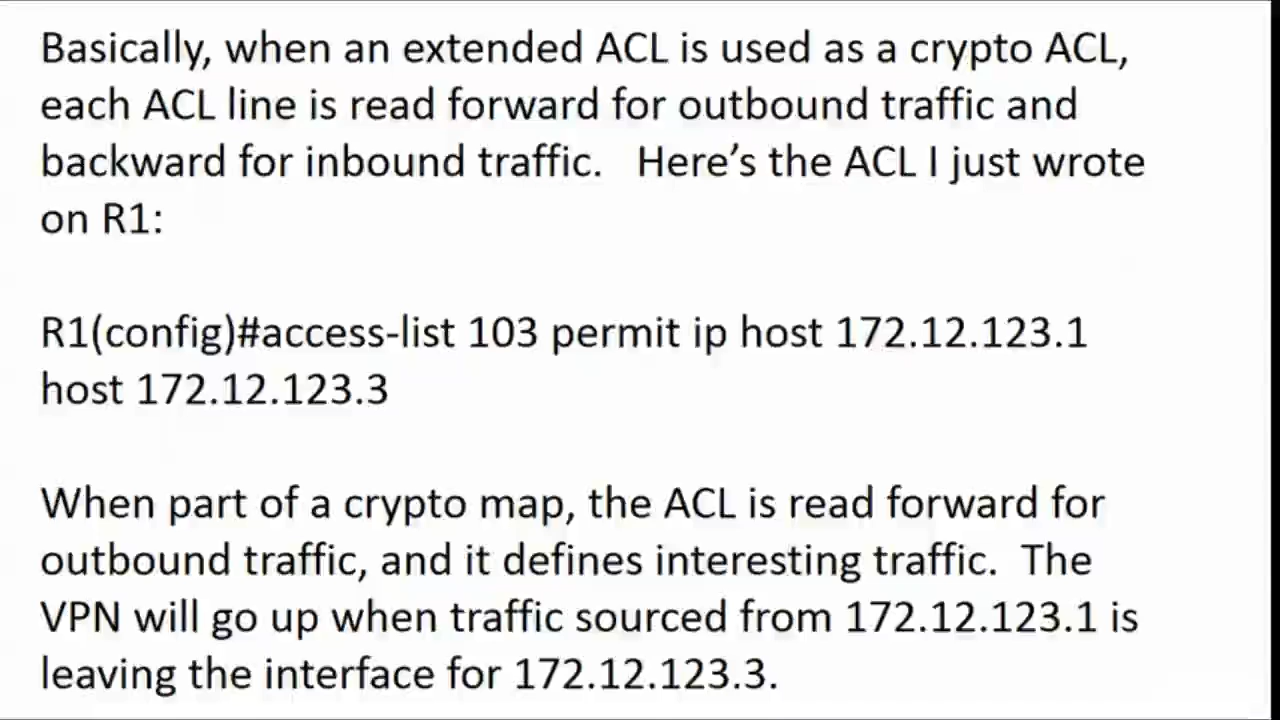 Basically, when an extended ACL is used as a crypto ACL,
each ACL line is read forward for outbound traffic and
backward for inbound traffic.   Here’s the ACL I just wrote
on R1:
R1(config)#access-list 103 permit ip host 172.12.123.1
host 172.12.123.3
When part of a crypto map, the ACL is read forward for
outbound traffic, and it defines interesting traffic.  The
VPN will go up when traffic sourced from 172.12.123.1 is
leaving the interface for 172.12.123.3.